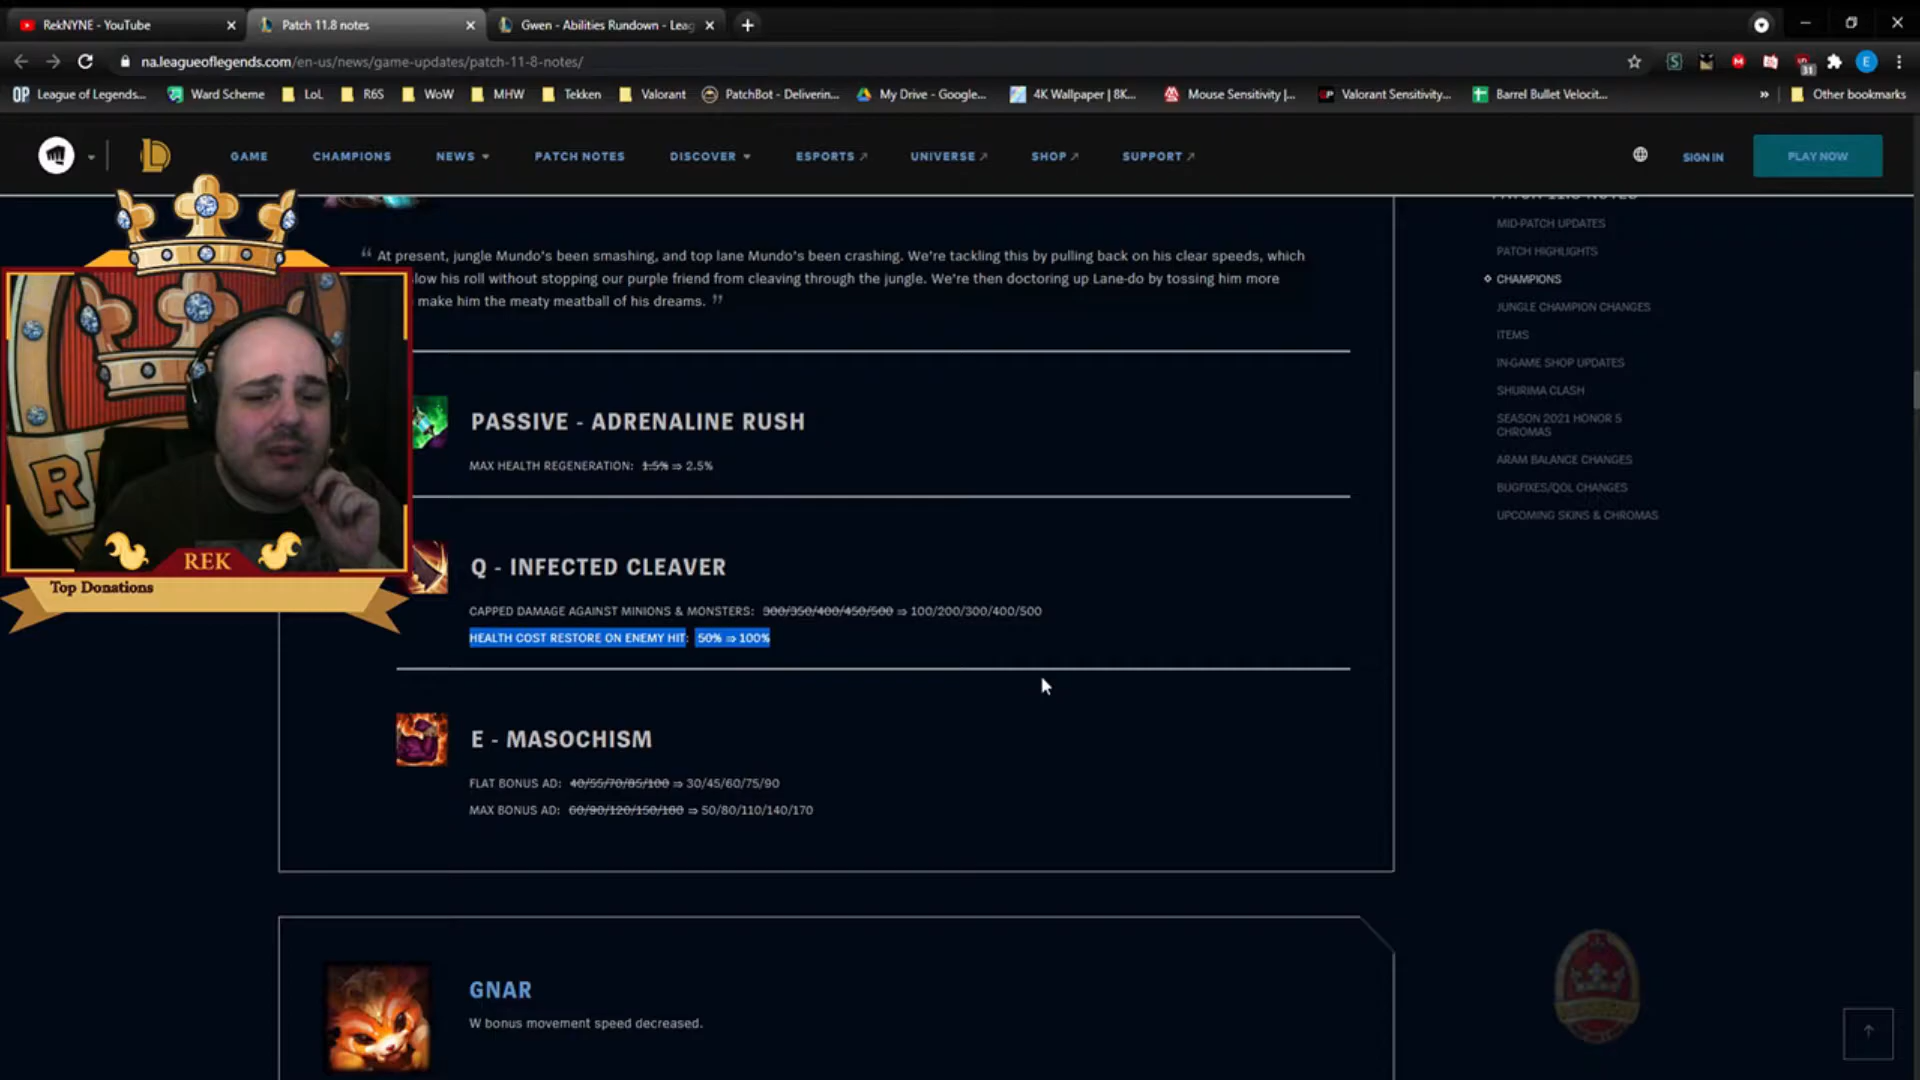 RekNYNE - YouTube
Patch 11.8 notes
Gwen - Abilities Rundown - Leag
na.leagueoflegends.com/en-us/news/game-updates/patch-11-8-notes/
31
E
OP League of Legends...
Ward Scheme
LoL
R6S
WoW
MHW
Tekken
Valorant
PatchBot - Deliverin...
My Drive - Google...
4K Wallpaper | 8K...
Mouse Sensitivity |...
Valorant Sensitivity...
Barrel Bullet Velocit...
»
Other bookmarks
GAME
CHAMPIONS
NEWS
PATCH NOTES
DISCOVER
ESPORTS
UNIVERSE
SHOP
SUPPORT
SIGN IN
PLAY NOW
“ At present, jungle Mundo's been smashing, and top lane Mundo's been crashing. We're tackling this by pulling back on his clear speeds, which
low his roll without stopping our purple friend from cleaving through the jungle. We're then doctoring up Lane-do by tossing him more
make him the meaty meatball of his dreams. ”
PASSIVE - ADRENALINE RUSH
MAX HEALTH REGENERATION: 1.5% ⇒ 2.5%
Q - INFECTED CLEAVER
CAPPED DAMAGE AGAINST MINIONS & MONSTERS: 300/350/400/450/500 ⇒ 100/200/300/400/500
HEALTH COST RESTORE ON ENEMY HIT: 50% ⇒ 100%
E - MASOCHISM
FLAT BONUS AD: 40/55/70/85/100 ⇒ 30/45/60/75/90
MAX BONUS AD: 60/90/120/150/180 ⇒ 50/80/110/140/170
GNAR
W bonus movement speed decreased.
PATCH 11.8 NOTES
MID-PATCH UPDATES
PATCH HIGHLIGHTS
CHAMPIONS
JUNGLE CHAMPION CHANGES
ITEMS
IN-GAME SHOP UPDATES
SHURIMA CLASH
SEASON 2021 HONOR 5
CHROMAS
ARAM BALANCE CHANGES
BUGFIXES/QOL CHANGES
UPCOMING SKINS & CHROMAS
REK
Top Donations